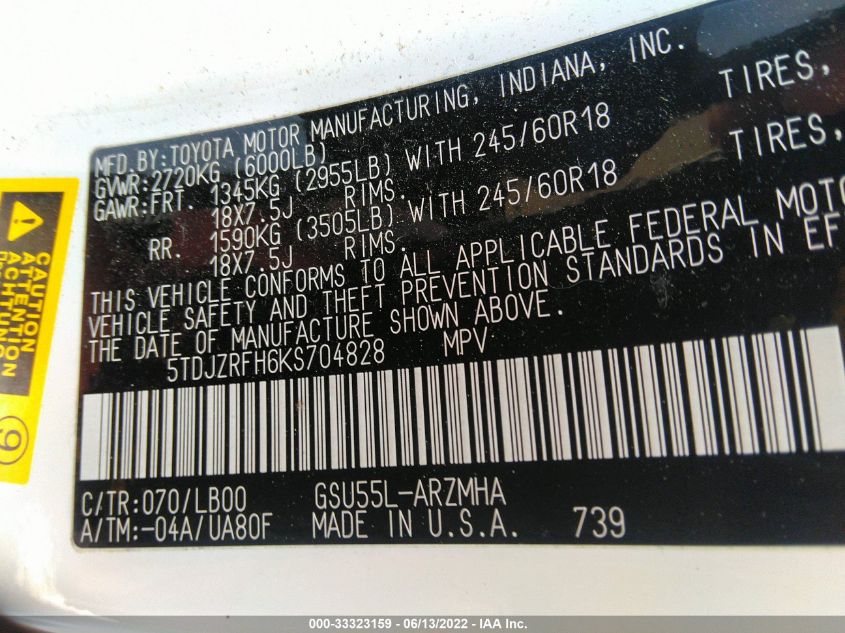 MFD. BY: TOYOTA MOTOR MANUFACTURING, INDIANA, INC.
GVWR: 2720KG (6000LB)
GAWR: FRT. 1345KG (2955LB) WITH 245/60R18 TIRES,
18X7.5J RIMS.
RR. 1590KG (3505LB) WITH 245/60R18 TIRES,
18X7.5J RIMS.
THIS VEHICLE CONFORMS TO ALL APPLICABLE FEDERAL MOTO
VEHICLE SAFETY AND THEFT PREVENTION STANDARDS IN EF
THE DATE OF MANUFACTURE SHOWN ABOVE.
5TDJZRFH6KS704828 MPV
C/TR: 070/LB00 GSU55L-ARZMHA
A/TM: -04A/UA80F MADE IN U.S.A. 739
CAUTION
ATTENTION
ACHTUNG
9
000-33323159 - 06/13/2022 - IAA Inc.